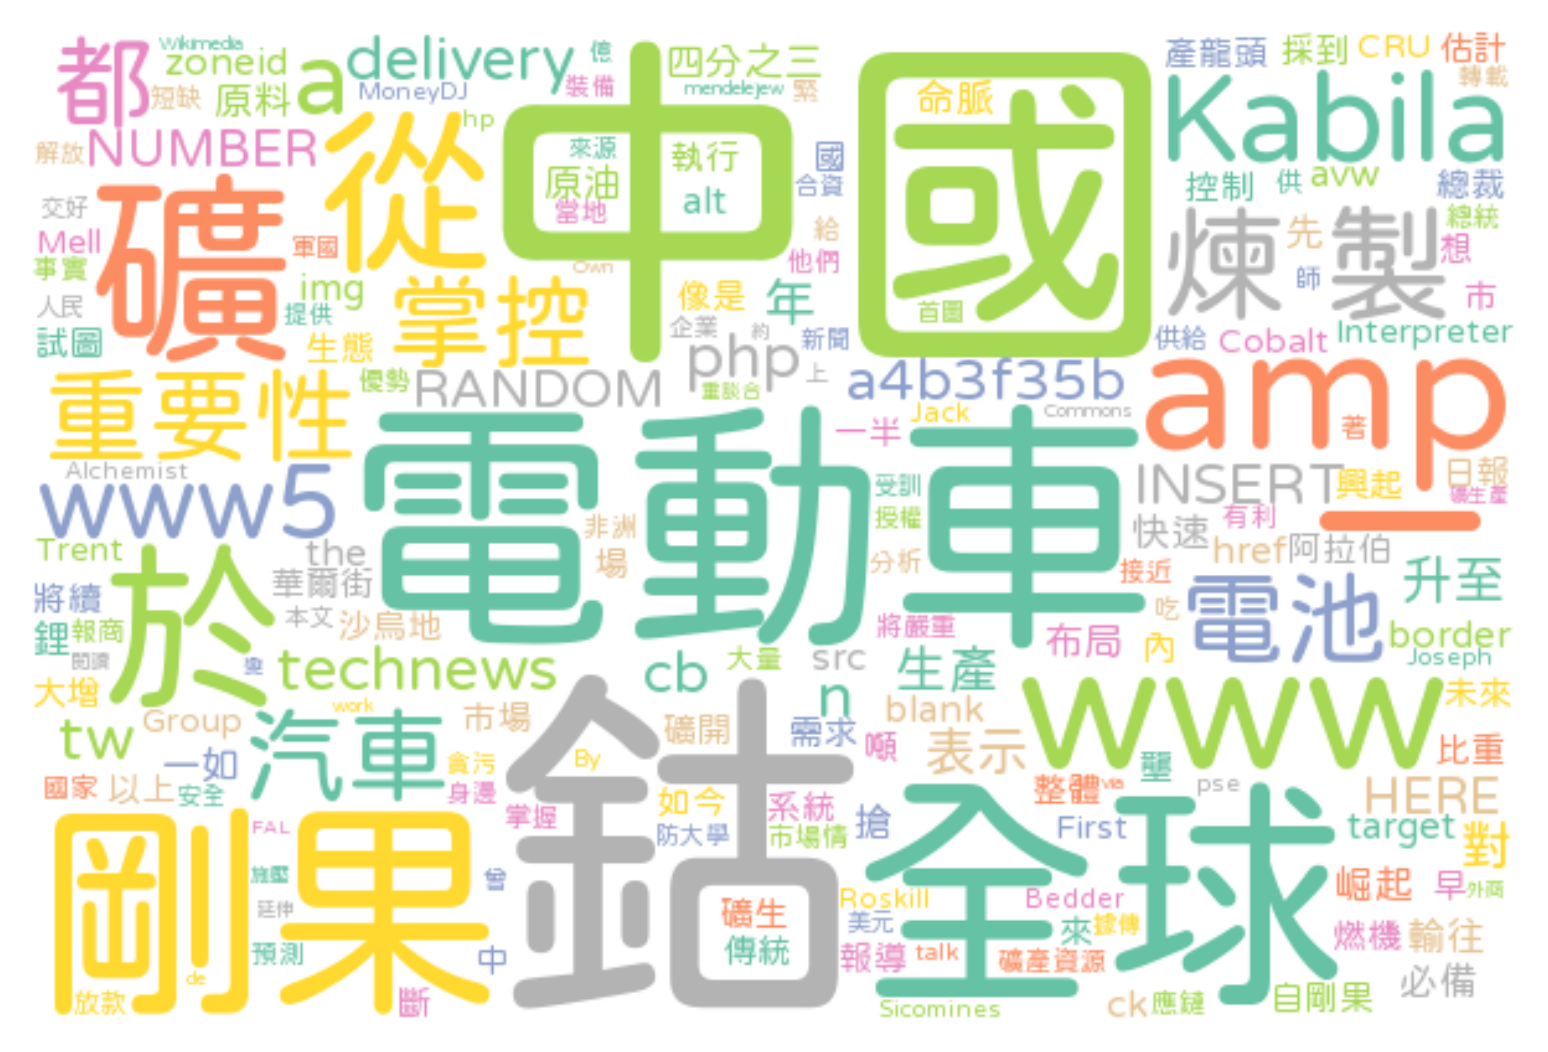 Wikimedia
都
zoneid
短缺
原料
a
delivery
億
MoneyDJ
裝備
四分之三
mendelejew
緊
產龍頭
採到
CRU
估計
轉載
解放
NUMBER
從
hp
中國
來源
原油
當地
執行
alt
國
合資
命脈
首圖
Kabila
控制
供
avw
總裁
交好
Mell
事實
礦
軍國
人民
試圖
img
提供
生態
掌控
Own
給
他們
像是
年
企業
約
新聞
煉製
先
師
總統
想
市
供給
Cobalt
Interpreter
重要性
優勢
RANDOM
php
重談合
上
a4b3f35b
一半
Jack
Commons
amp
著
Alchemist
www5
電動車
非洲
場
受訓
授權
分析
INSERT
興起
日報
礦生產
快速
有利
href
阿拉伯
接近
Trent
將續
鋰
報商
閱讀
於
the
華爾街
本文
沙烏地
將嚴重
吃
布局
內
電池
升至
border
Joseph
大增
technews
cb
大量
src
n
生產
blank
www
未來
tw
Group
work
汽車
市場
鈷
礦開
需求
噸
表示
壟
比重
一如
國家
以上
安全
貪污
身邊
By
掌握
如今
防大學
系統
市場情
搶
整體
via
pse
HERE
First
target
對
剛果
FAL
延伸
預測
de
放款
曾
中
斷
礦生
傳統
Roskill
美元
報導
talk
全球
Bedder
來
據傳
礦產資源
Sicomines
崛起
早
外商
燃機
輸往
必備
ck
應鏈
自剛果